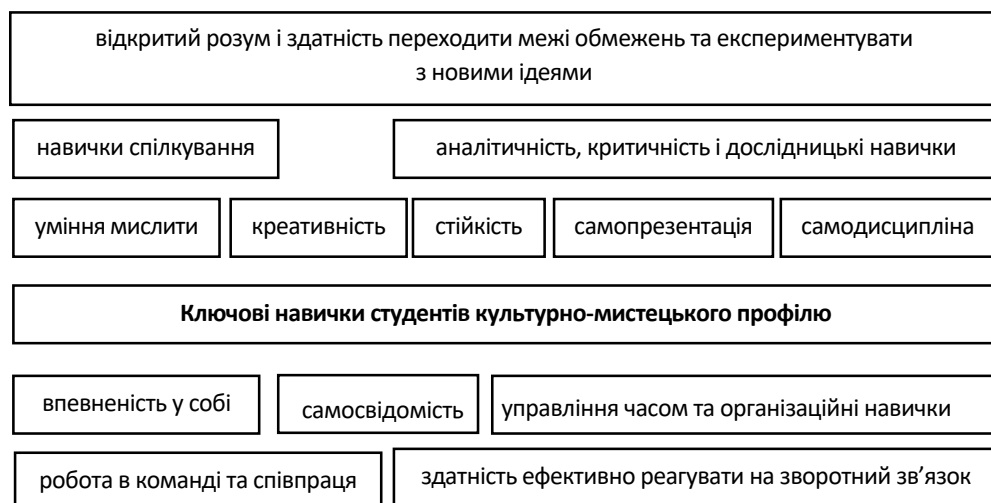 відкритий розум і здатність переходити межі обмежень та експериментувати
з новими ідеями
навички спілкування
аналітичність, критичність і дослідницькі навички
уміння мислити
креативність
стійкість
самопрезентація
самодисципліна
Ключові навички студентів культурно-мистецького профілю
впевненість у собі
самосвідомість
управління часом та організаційні навички
робота в команді та співпраця
здатність ефективно реагувати на зворотний зв’язок